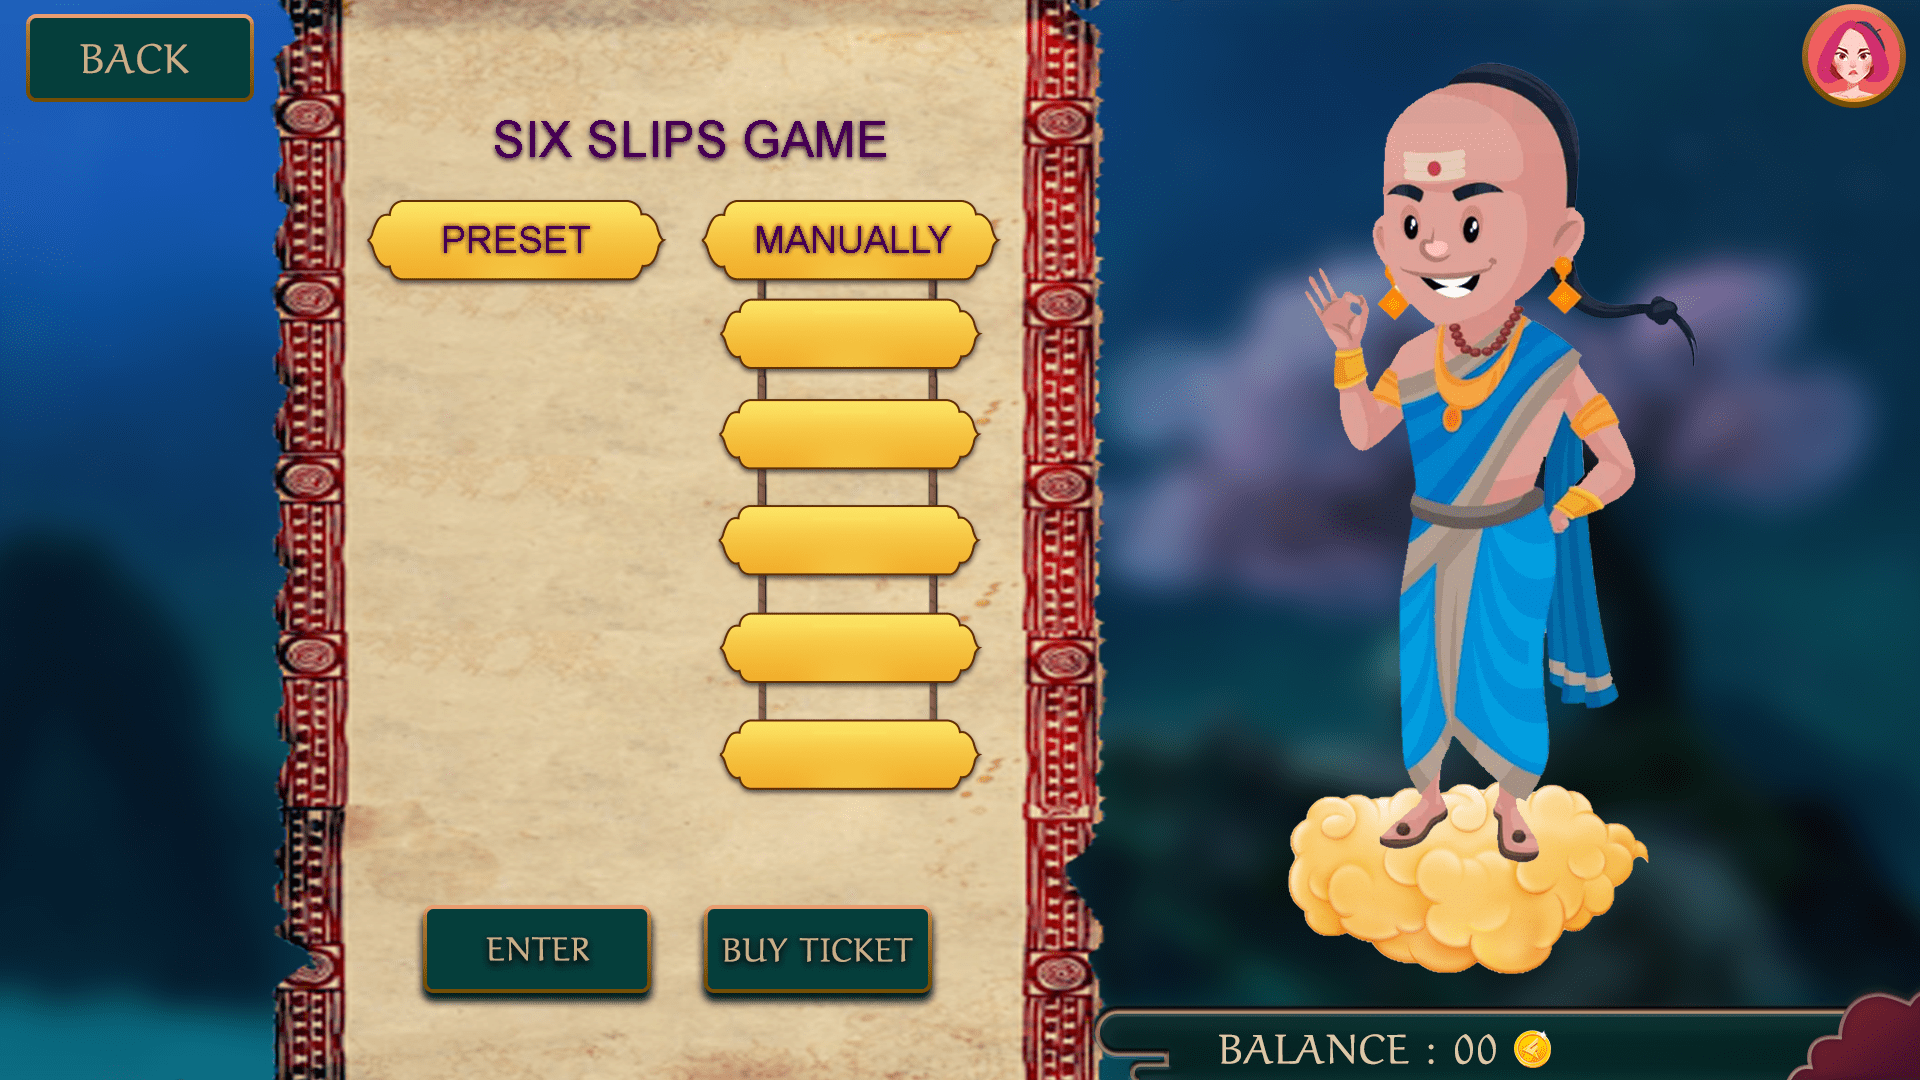 BACK
SIX SLIPS GAME
PRESET
MANUALLY
ENTER
BUY TICKET
BALANCE : 00